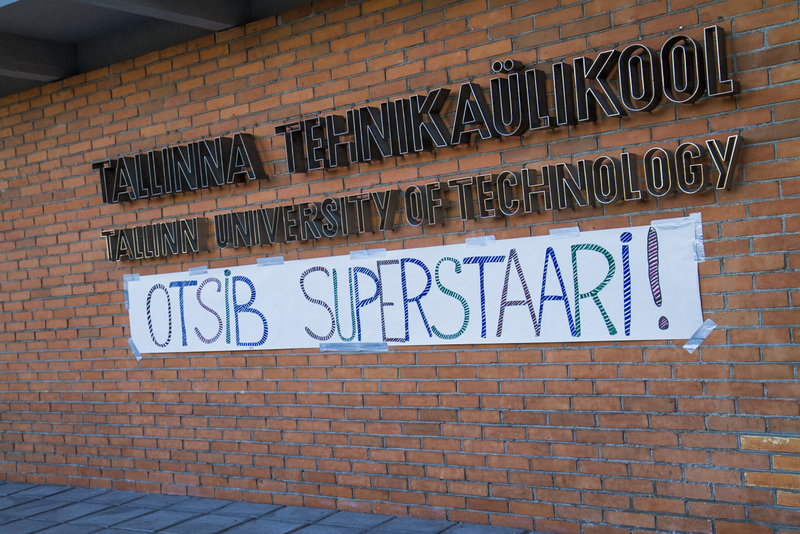 TALLINNA TEHNIKAÜLIKOOL
TALLINN UNIVERSITY OF TECHNOLOGY
OTSiB SUPERSTAARi!